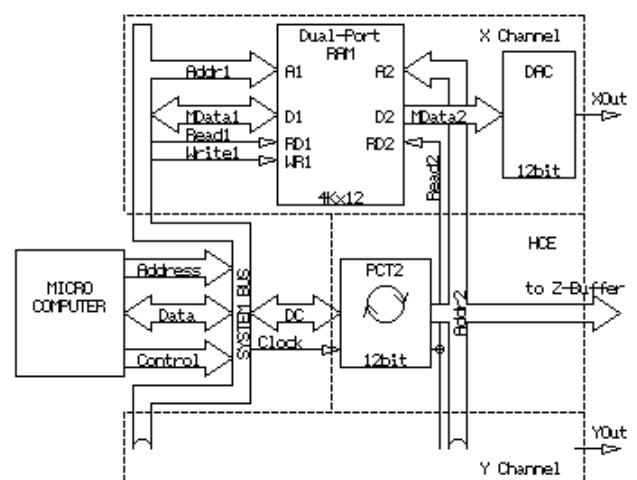 Dual-Port
RAM
X Channel
Addr1
A1
A2
DAC
XOut
MData1
D1
D2
MData2
Read1
RD1
RD2
Write1
WR1
Read2
4Kx12
12bit
HCE
MICRO
COMPUTER
Address
PCT2
to Z-Buffer
Data
SYSTEM BUS
DC
Addr2
Clock
Control
12bit
YOut
Y Channel